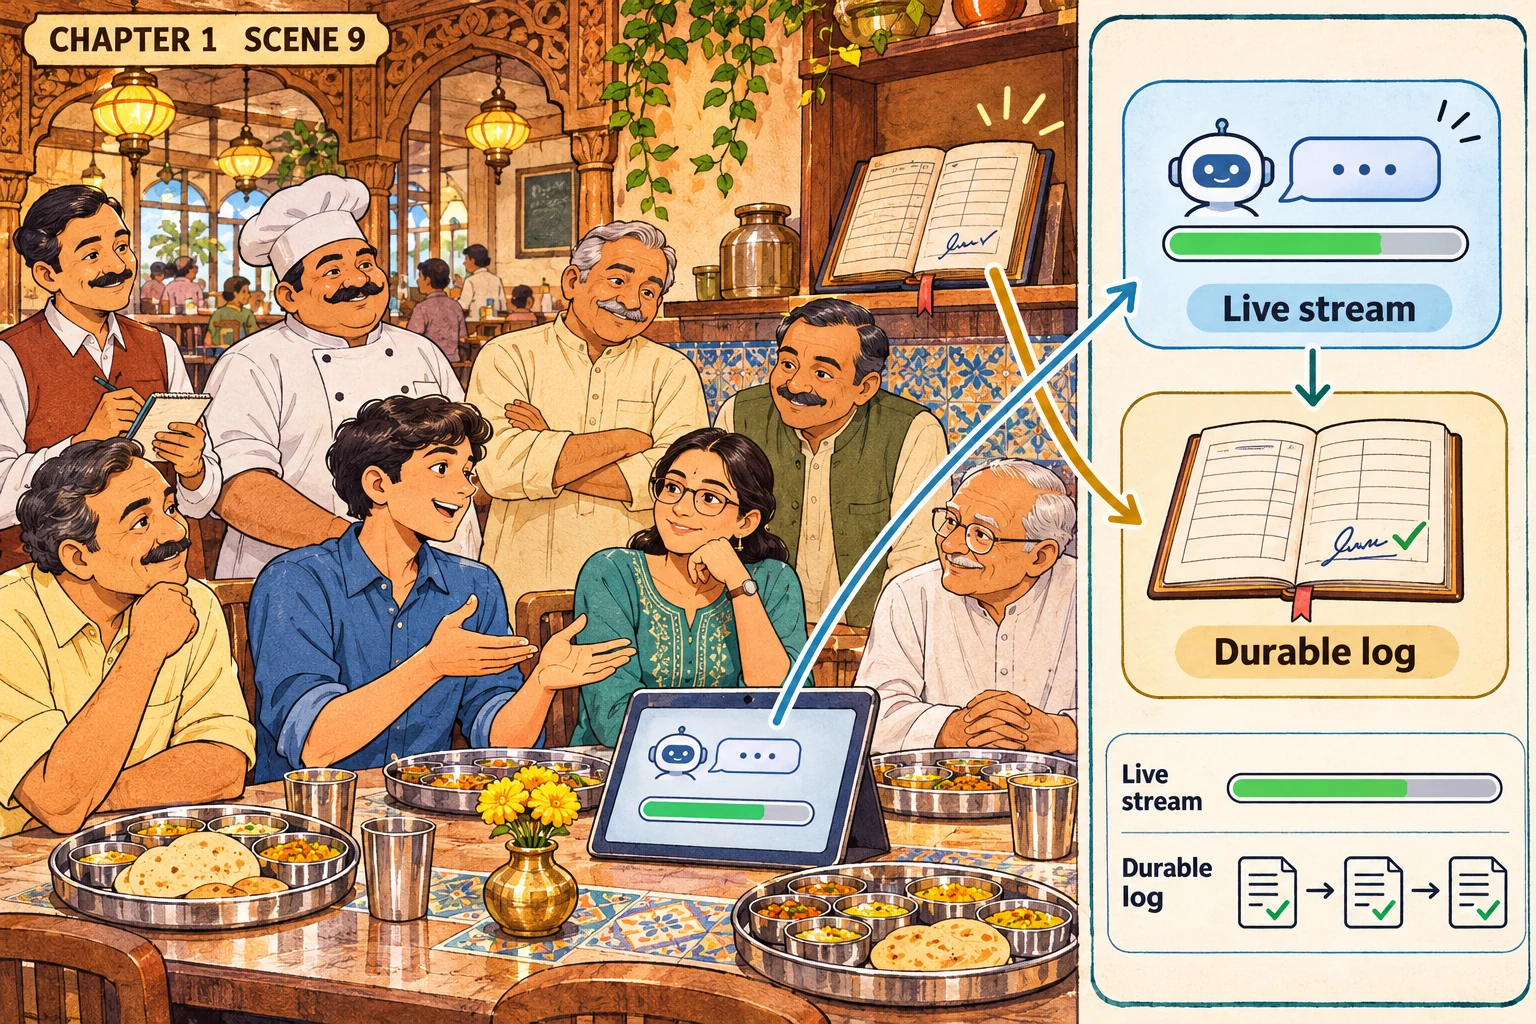 CHAPTER 1 SCENE 9
Live stream
Durable log
Live
stream
Durable
log